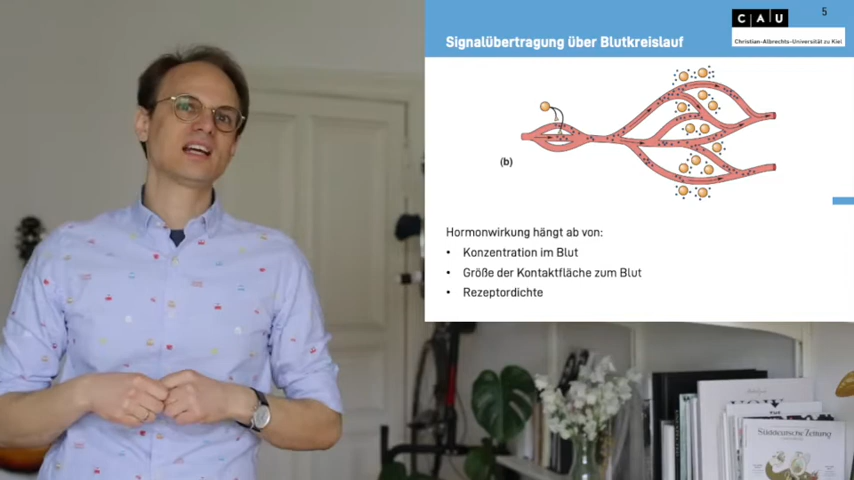 5
CAU
Christian-Albrechts-Universität zu Kiel
Signalübertragung über Blutkreislauf
(b)
Hormonwirkung hängt ab von:
• Konzentration im Blut
• Größe der Kontaktfläche zum Blut
• Rezeptordichte
Süddeutsche Zeitung